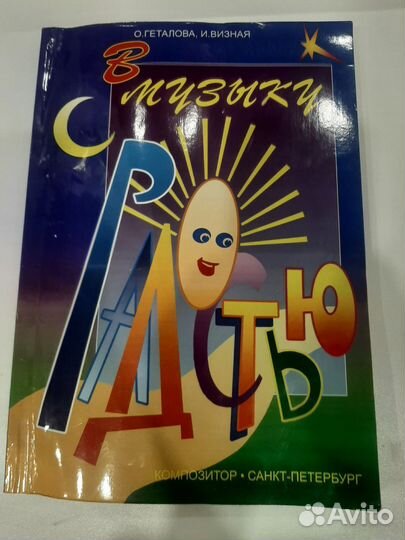 О.ГЕТАЛОВА, И.ВИЗНАЯ
В
МУЗЫКУ
РАДОСТЬЮ
КОМПОЗИТОР • САНКТ-ПЕТЕРБУРГ
Avito